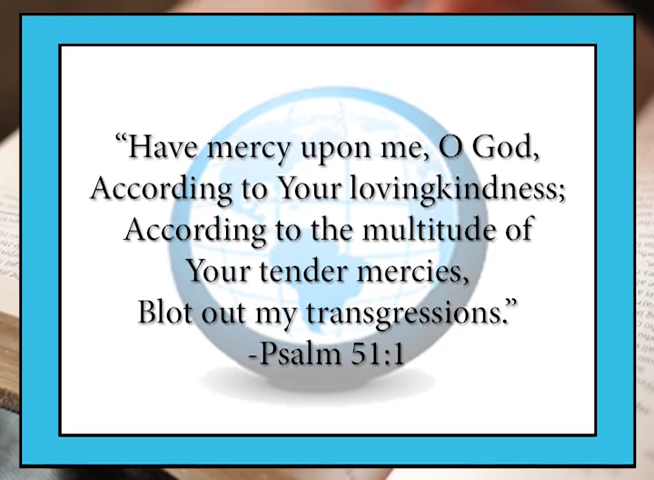 “Have mercy upon me, O God,
According to Your lovingkindness;
According to the multitude of
Your tender mercies,
Blot out my transgressions.”
-Psalm 51:1